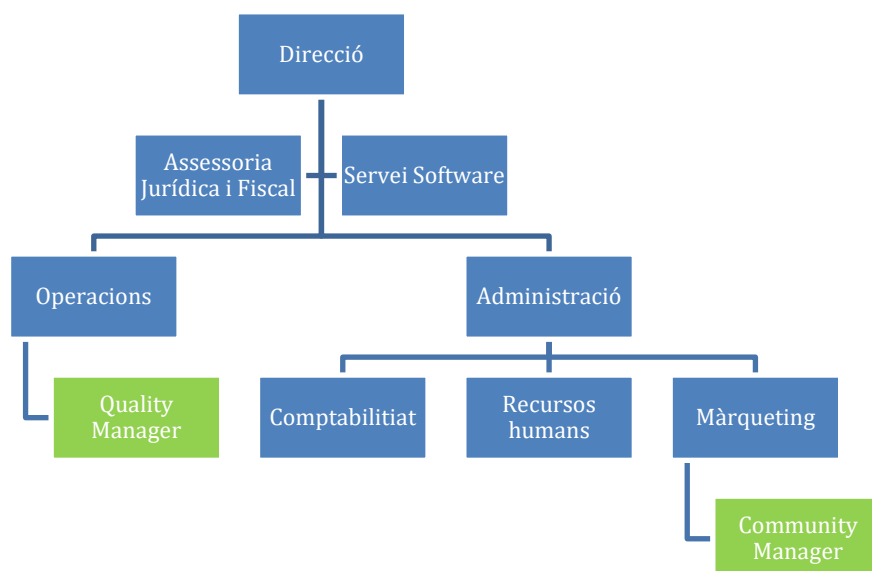 Direcció
Assessoria
Jurídica i Fiscal
Servei Software
Operacions
Administració
Quality
Manager
Comptabilitiat
Recursos
humans
Màrqueting
Community
Manager